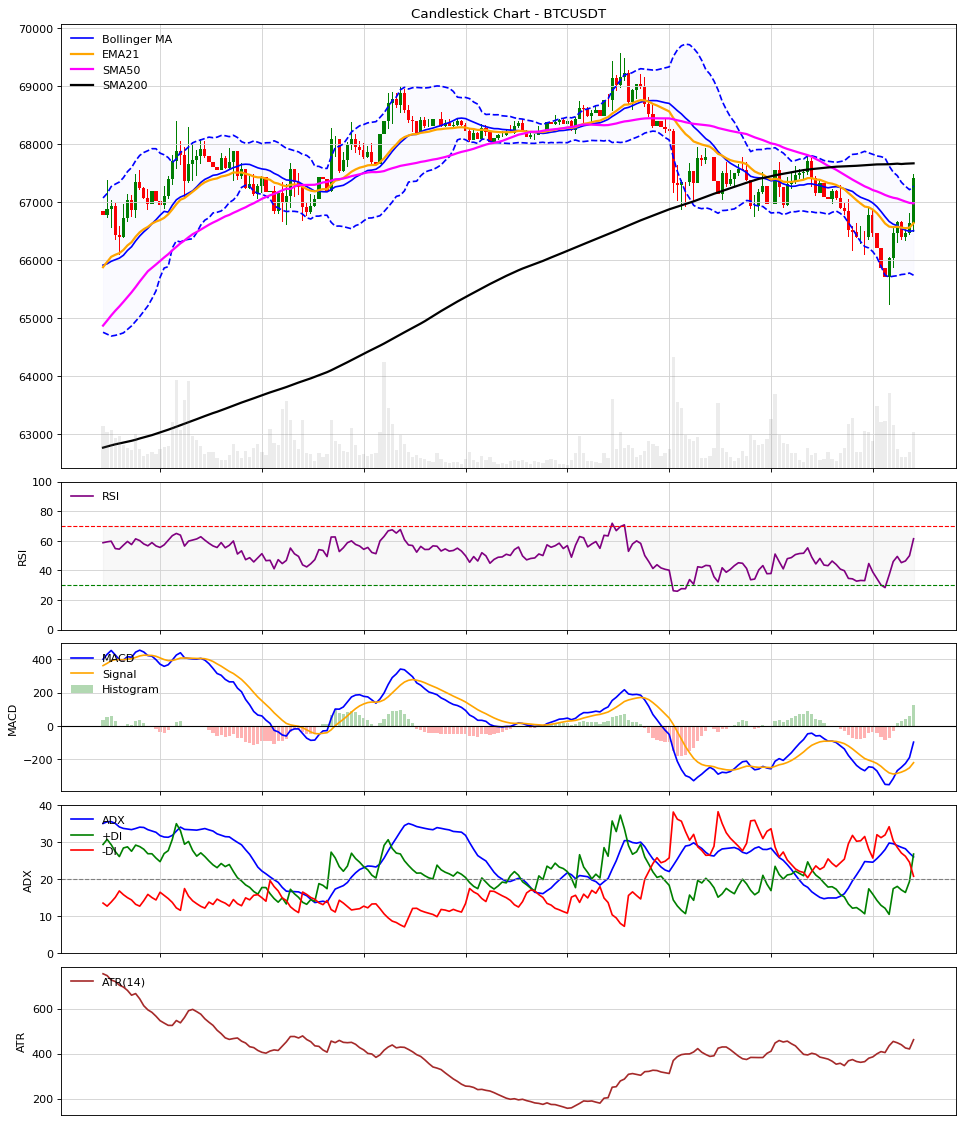 Candlestick Chart - BTCUSDT
70000
69000
68000
67000
66000
65000
64000
63000
Bollinger MA
EMA21
SMA50
SMA200
100
80
60
40
20
0
RSI
RSI
400
200
0
−200
MACD
MACD
Signal
Histogram
40
30
20
10
0
ADX
ADX
+DI
-DI
600
400
200
ATR
ATR(14)